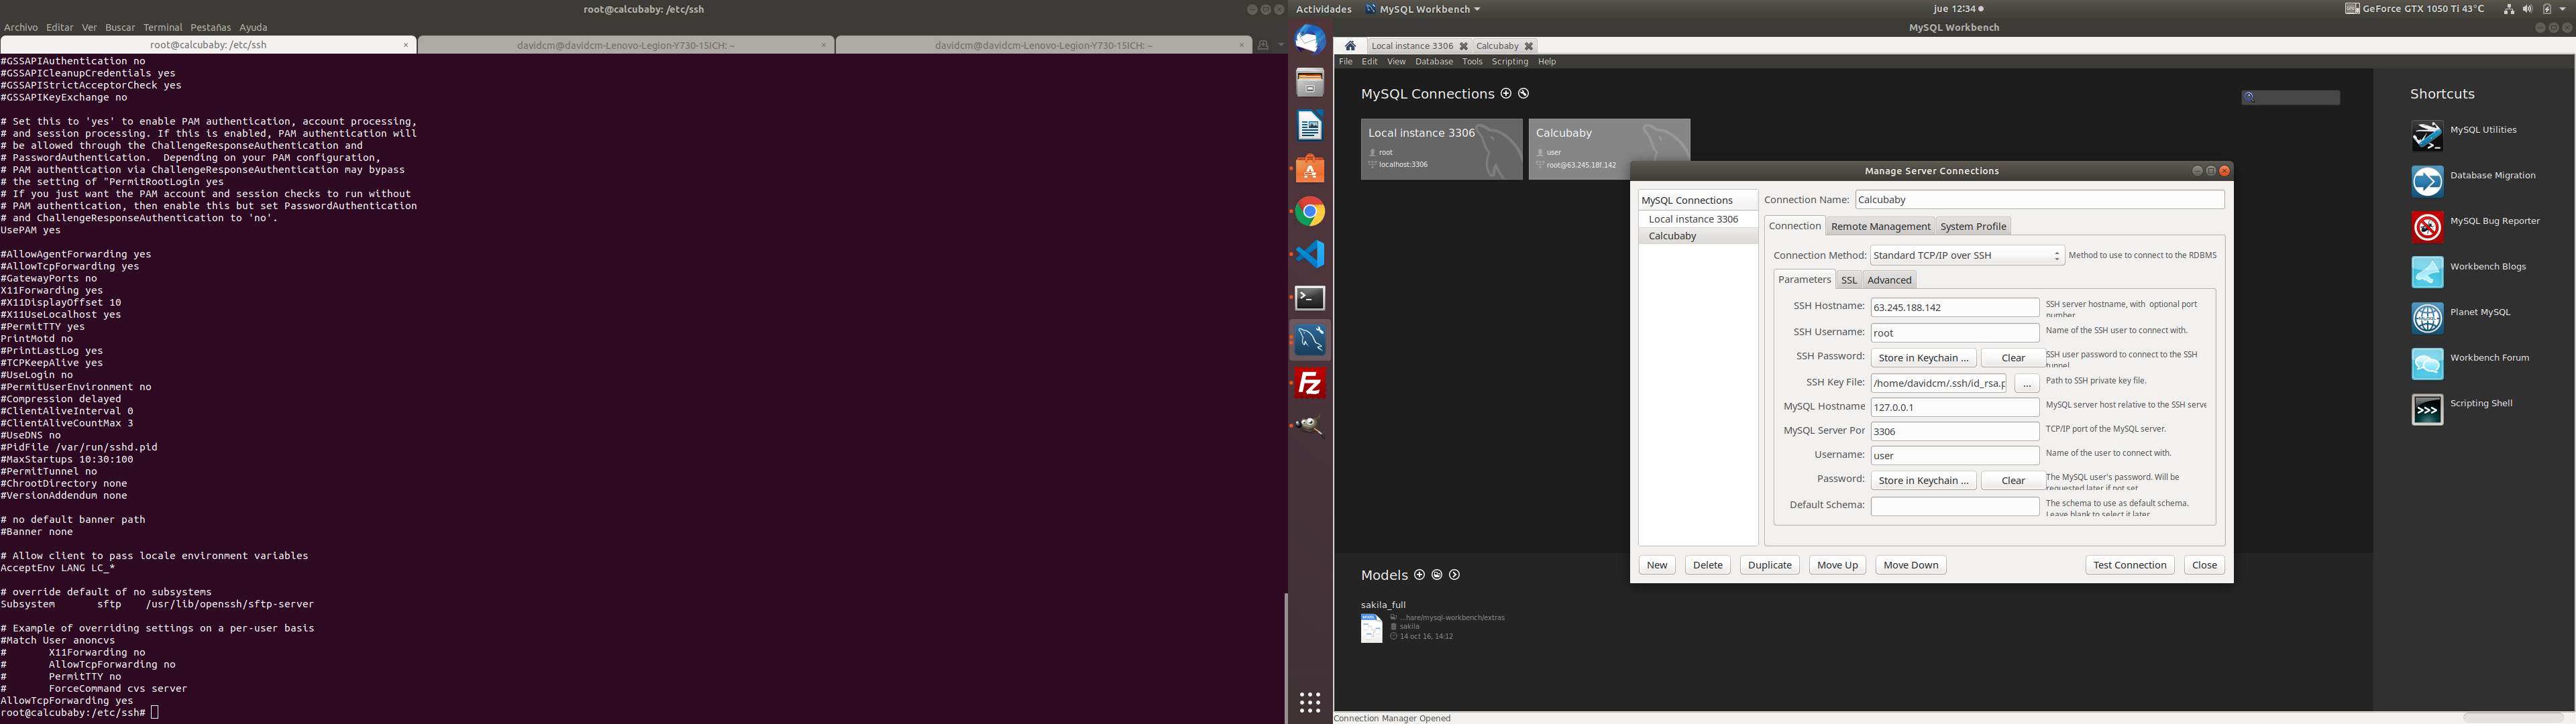 root@calcubaby: /etc/ssh
Archivo Editar Ver Buscar Terminal Pestañas Ayuda
root@calcubaby: /etc/ssh
davidcm@davidcm-Lenovo-Legion-Y730-15ICH: ~
davidcm@davidcm-Lenovo-Legion-Y730-15ICH: ~
#GSSAPIAuthentication no
#GSSAPICleanupCredentials yes
#GSSAPIStrictAcceptorCheck yes
#GSSAPIKeyExchange no
# Set this to 'yes' to enable PAM authentication, account processing,
# and session processing. If this is enabled, PAM authentication will
# be allowed through the ChallengeResponseAuthentication and
# PasswordAuthentication.  Depending on your PAM configuration,
# PAM authentication via ChallengeResponseAuthentication may bypass
# the setting of "PermitRootLogin yes
# If you just want the PAM account and session checks to run without
# PAM authentication, then enable this but set PasswordAuthentication
# and ChallengeResponseAuthentication to 'no'.
UsePAM yes
#AllowAgentForwarding yes
#AllowTcpForwarding yes
#GatewayPorts no
X11Forwarding yes
#X11DisplayOffset 10
#X11UseLocalhost yes
#PermitTTY yes
PrintMotd no
#PrintLastLog yes
#TCPKeepAlive yes
#UseLogin no
#PermitUserEnvironment no
#Compression delayed
#ClientAliveInterval 0
#ClientAliveCountMax 3
#UseDNS no
#PidFile /var/run/sshd.pid
#MaxStartups 10:30:100
#PermitTunnel no
#ChrootDirectory none
#VersionAddendum none
# no default banner path
#Banner none
# Allow client to pass locale environment variables
AcceptEnv LANG LC_*
# override default of no subsystems
Subsystem       sftp    /usr/lib/openssh/sftp-server
# Example of overriding settings on a per-user basis
#Match User anoncvs
#       X11Forwarding no
#       AllowTcpForwarding no
#       PermitTTY no
#       ForceCommand cvs server
AllowTcpForwarding yes
root@calcubaby:/etc/ssh#
Actividades MySQL Workbench jue 12:34 GeForce GTX 1050 Ti 43°C
MySQL Workbench
Local instance 3306 Calcubaby
File Edit View Database Tools Scripting Help
MySQL Connections
Local instance 3306
root
localhost:3306
Calcubaby
user
root@63.245.18f.142
Manage Server Connections
MySQL Connections
Local instance 3306
Calcubaby
Connection Name: Calcubaby
Connection Remote Management System Profile
Connection Method: Standard TCP/IP over SSH Method to use to connect to the RDBMS
Parameters SSL Advanced
SSH Hostname: 63.245.188.142 SSH server hostname, with optional port number.
SSH Username: root Name of the SSH user to connect with.
SSH Password: Store in Keychain ... Clear SSH user password to connect to the SSH tunnel.
SSH Key File: /home/davidcm/.ssh/id_rsa.p ... Path to SSH private key file.
MySQL Hostname 127.0.0.1 MySQL server host relative to the SSH serve
MySQL Server Por 3306 TCP/IP port of the MySQL server.
Username: user Name of the user to connect with.
Password: Store in Keychain ... Clear The MySQL user's password. Will be requested later if not set.
Default Schema: The schema to use as default schema. Leave blank to select it later.
New Delete Duplicate Move Up Move Down Test Connection Close
Shortcuts
MySQL Utilities
Database Migration
MySQL Bug Reporter
Workbench Blogs
Planet MySQL
Workbench Forum
Scripting Shell
Models
sakila_full
...hare/mysql-workbench/extras
sakila
14 oct 16, 14:12
Connection Manager Opened